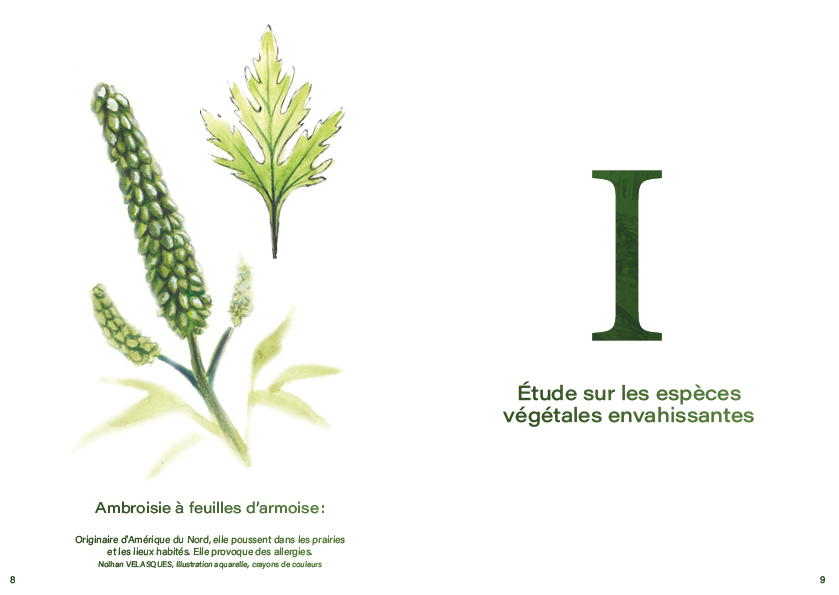 Ambroisie à feuilles d'armoise :
Originaire d'Amérique du Nord, elle poussent dans les prairies
et les lieux habités. Elle provoque des allergies.
Nolhan VELASQUES, Illustration aquarelle, crayons de couleurs
8
I
Étude sur les espèces
végétales envahissantes
9